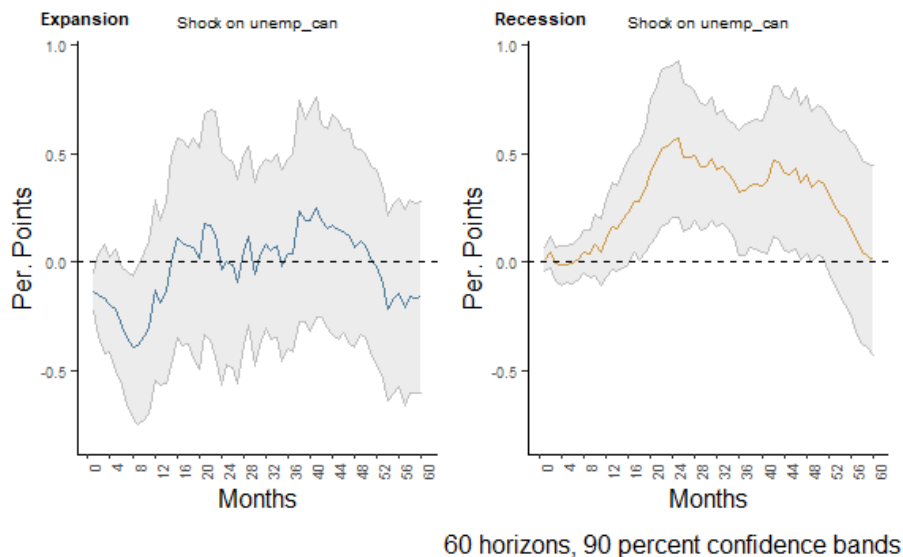 Expansion
Shock on unemp_can
1.0
0.5
0.0
-0.5
Per. Points
0 4 8 12 16 20 24 28 32 36 40 44 48 52 56 60
Months
Recession
Shock on unemp_can
1.0
0.5
0.0
-0.5
Per. Points
0 4 8 12 16 20 24 28 32 36 40 44 48 52 56 60
Months
60 horizons, 90 percent confidence bands